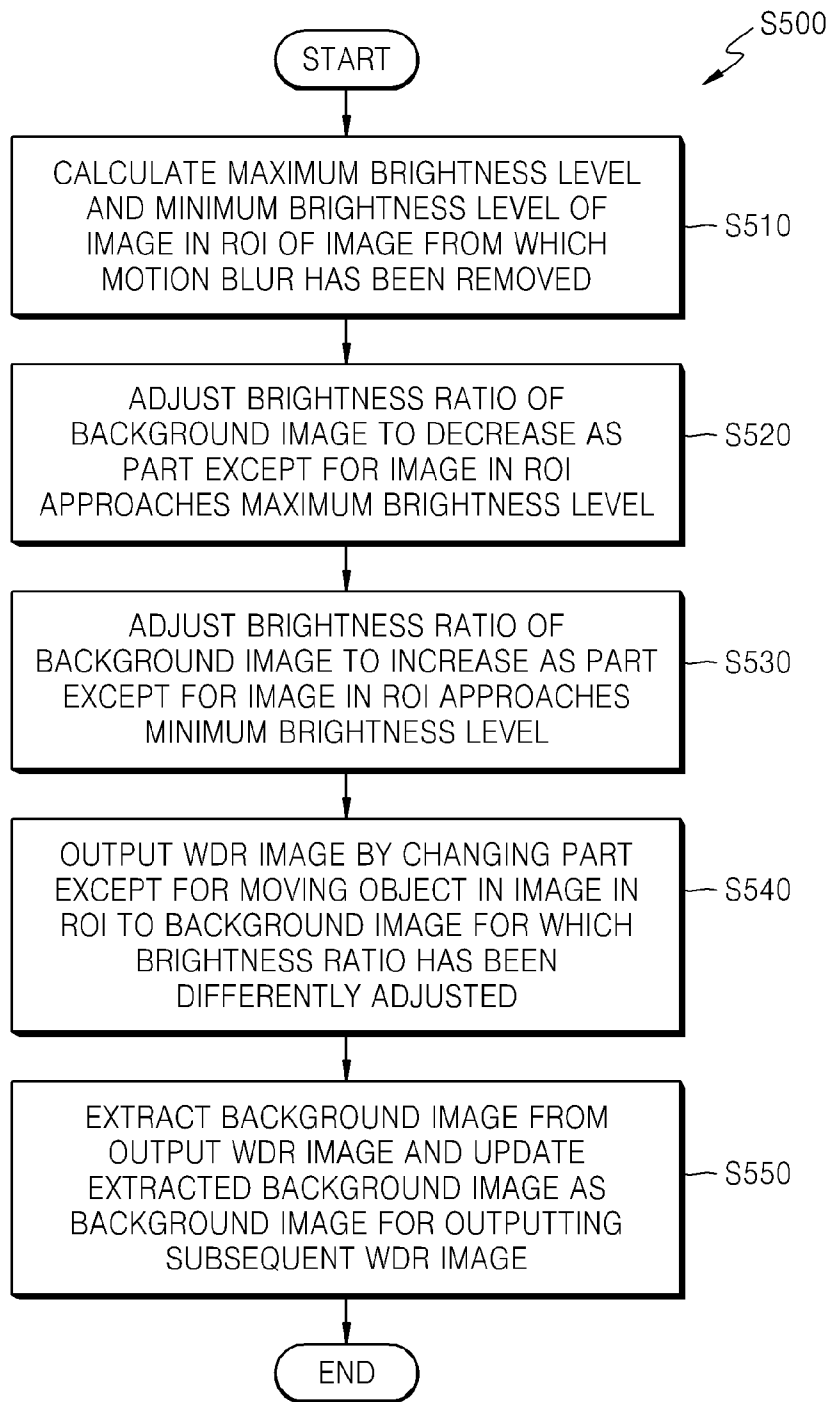 S500
START
CALCULATE MAXIMUM BRIGHTNESS LEVEL
AND MINIMUM BRIGHTNESS LEVEL OF
IMAGE IN ROI OF IMAGE FROM WHICH
MOTION BLUR HAS BEEN REMOVED
S510
ADJUST BRIGHTNESS RATIO OF
BACKGROUND IMAGE TO DECREASE AS
PART EXCEPT FOR IMAGE IN ROI
APPROACHES MAXIMUM BRIGHTNESS LEVEL
S520
ADJUST BRIGHTNESS RATIO OF
BACKGROUND IMAGE TO INCREASE AS PART
EXCEPT FOR IMAGE IN ROI APPROACHES
MINIMUM BRIGHTNESS LEVEL
S530
OUTPUT WDR IMAGE BY CHANGING PART
EXCEPT FOR MOVING OBJECT IN IMAGE IN
ROI TO BACKGROUND IMAGE FOR WHICH
BRIGHTNESS RATIO HAS BEEN
DIFFERENTLY ADJUSTED
S540
EXTRACT BACKGROUND IMAGE FROM
OUTPUT WDR IMAGE AND UPDATE
EXTRACTED BACKGROUND IMAGE AS
BACKGROUND IMAGE FOR OUTPUTTING
SUBSEQUENT WDR IMAGE
S550
END